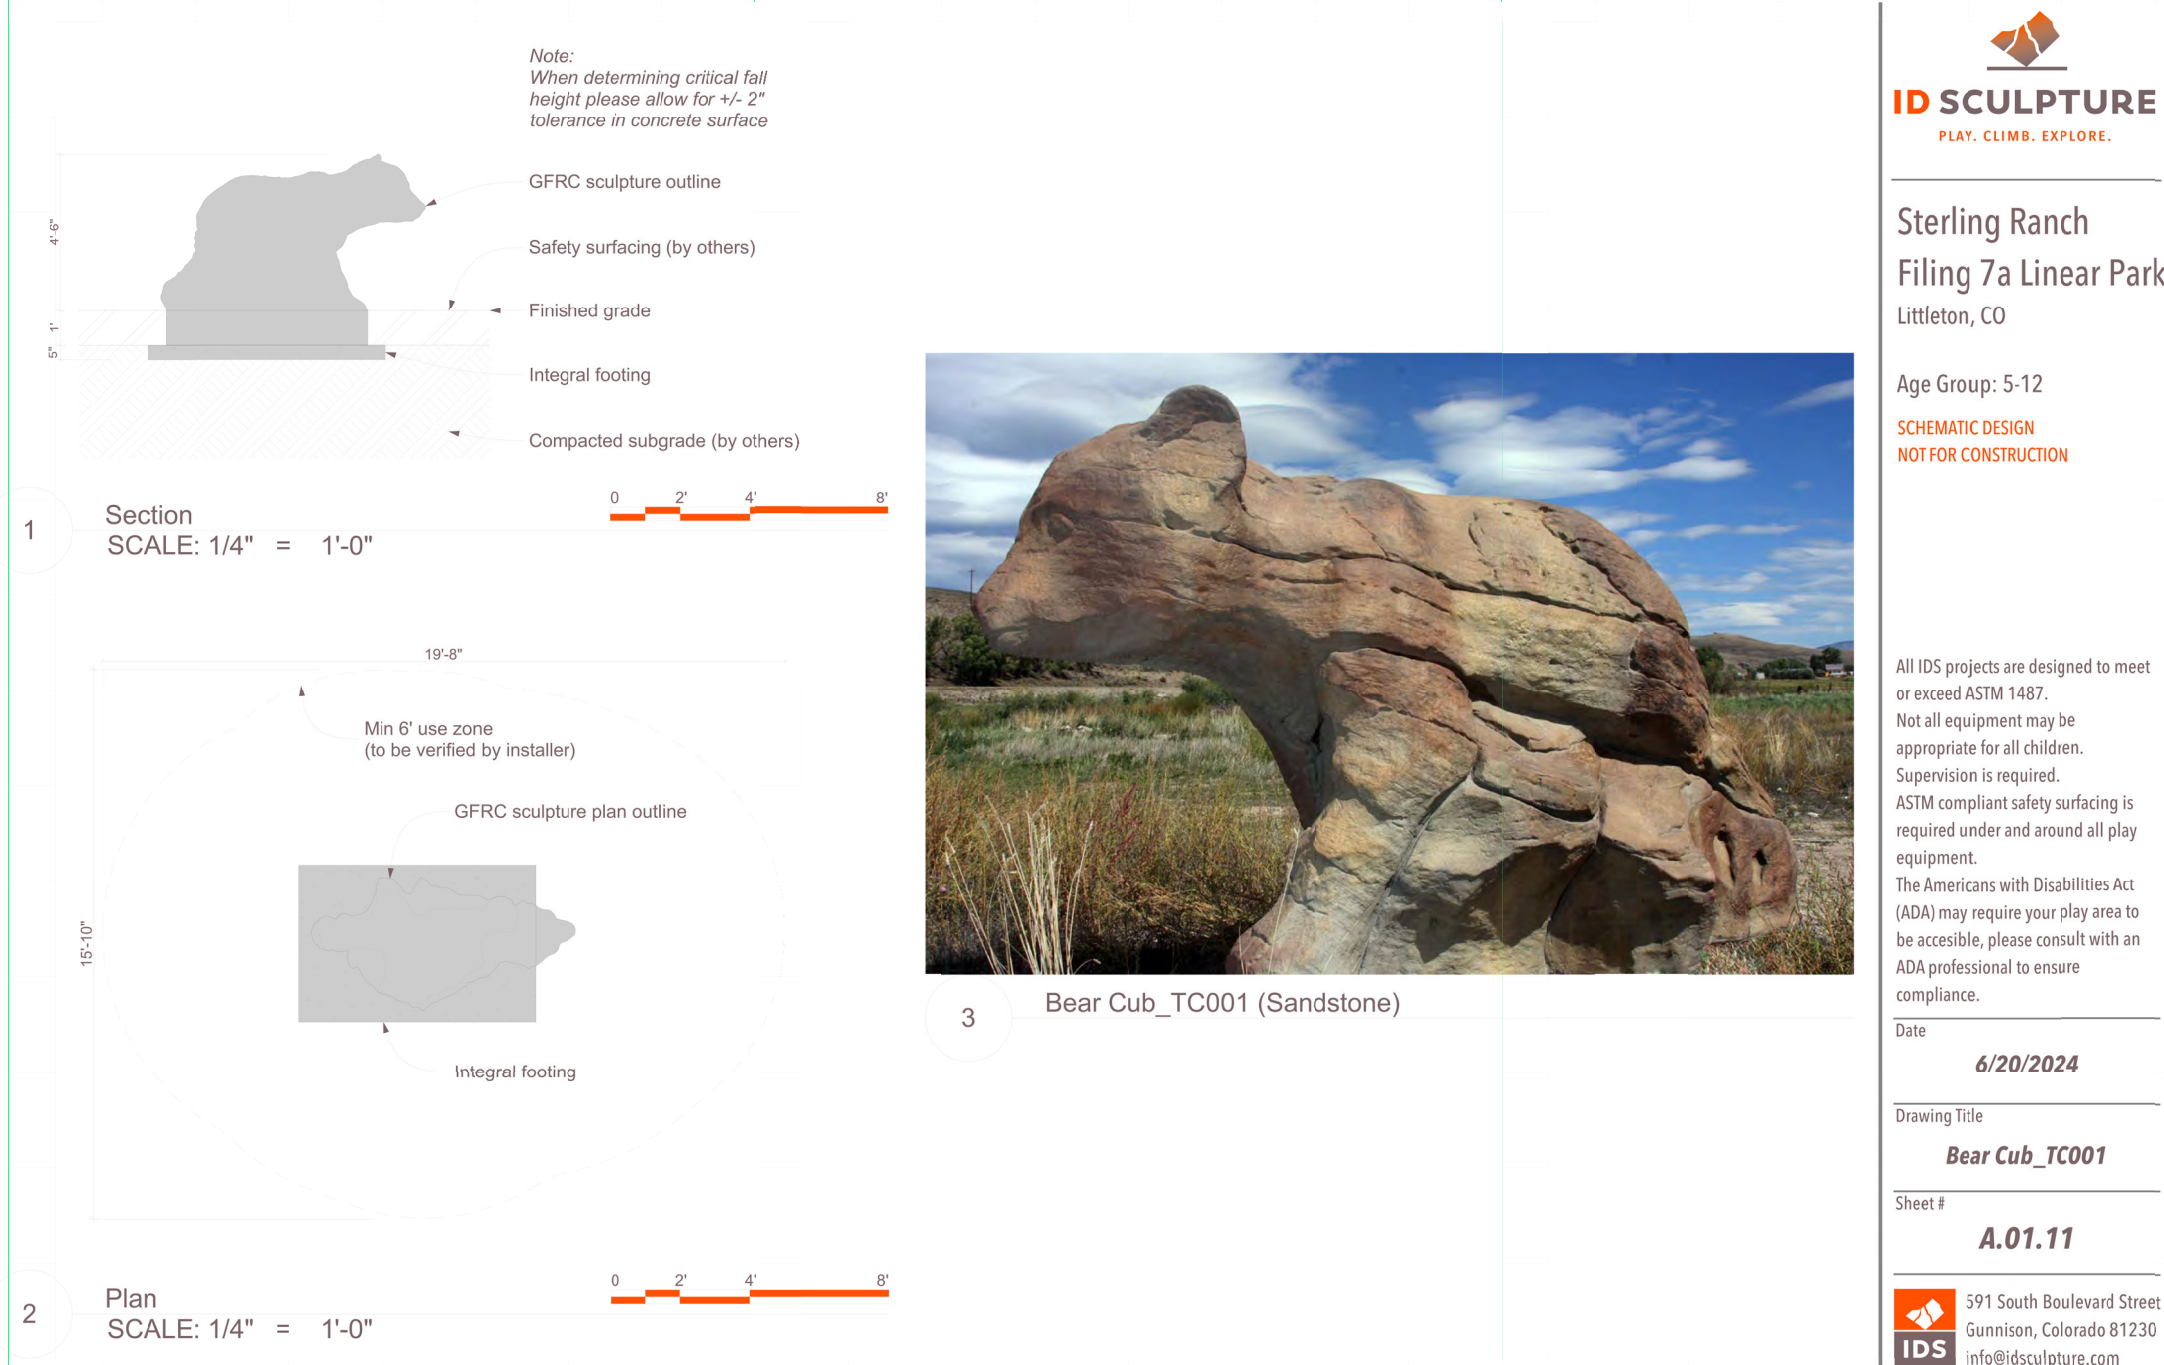 Note:
When determining critical fall
height please allow for +/- 2"
tolerance in concrete surface
GFRC sculpture outline
Safety surfacing (by others)
Finished grade
Integral footing
Compacted subgrade (by others)
4'-6"
1'
5"
0 2' 4' 8'
1
Section
SCALE: 1/4" = 1'-0"
19'-8"
Min 6' use zone
(to be verified by installer)
GFRC sculpture plan outline
15'-10"
Integral footing
0 2' 4' 8'
2
Plan
SCALE: 1/4" = 1'-0"
3
Bear Cub_TC001 (Sandstone)
ID SCULPTURE
PLAY. CLIMB. EXPLORE.
Sterling Ranch
Filing 7a Linear Park
Littleton, CO
Age Group: 5-12
SCHEMATIC DESIGN
NOT FOR CONSTRUCTION
All IDS projects are designed to meet
or exceed ASTM 1487.
Not all equipment may be
appropriate for all children.
Supervision is required.
ASTM compliant safety surfacing is
required under and around all play
equipment.
The Americans with Disabilities Act
(ADA) may require your play area to
be accesible, please consult with an
ADA professional to ensure
compliance.
Date
6/20/2024
Drawing Title
Bear Cub_TC001
Sheet #
A.01.11
IDS
591 South Boulevard Street
Gunnison, Colorado 81230
info@idsculpture.com